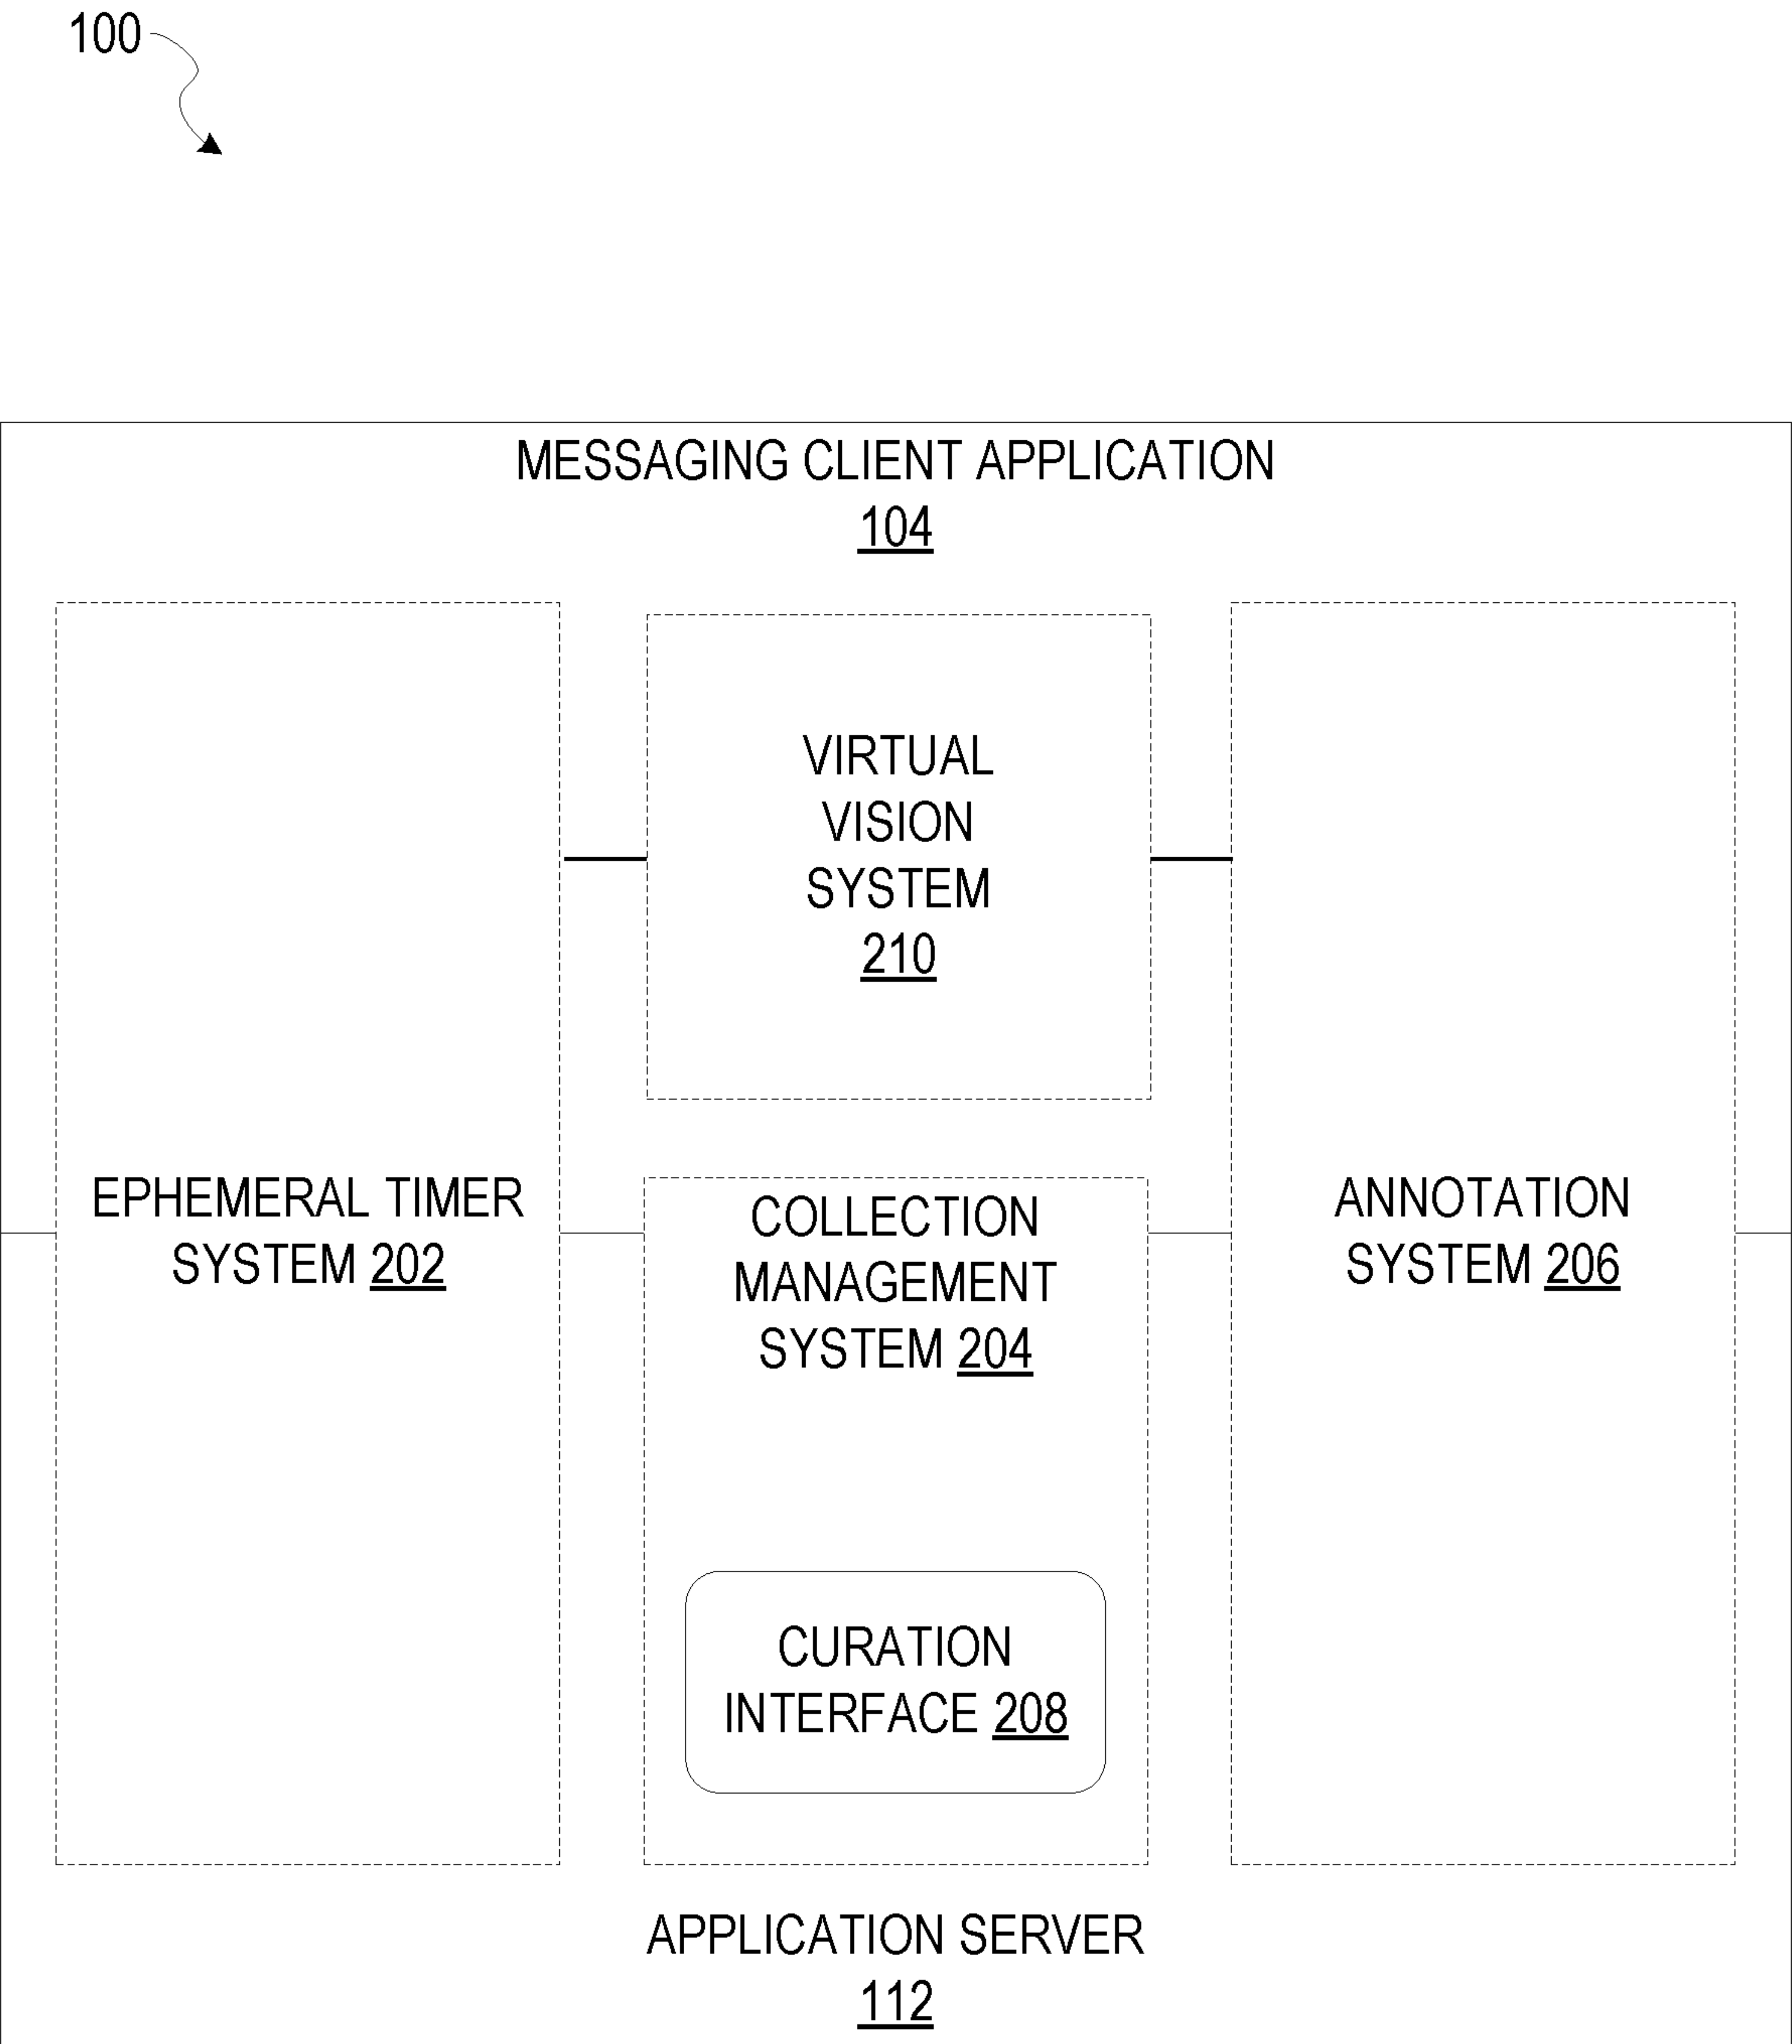 100
MESSAGING CLIENT APPLICATION
104
VIRTUAL
VISION
SYSTEM
210
EPHEMERAL TIMER
SYSTEM 202
COLLECTION
MANAGEMENT
SYSTEM 204
ANNOTATION
SYSTEM 206
CURATION
INTERFACE 208
APPLICATION SERVER
112